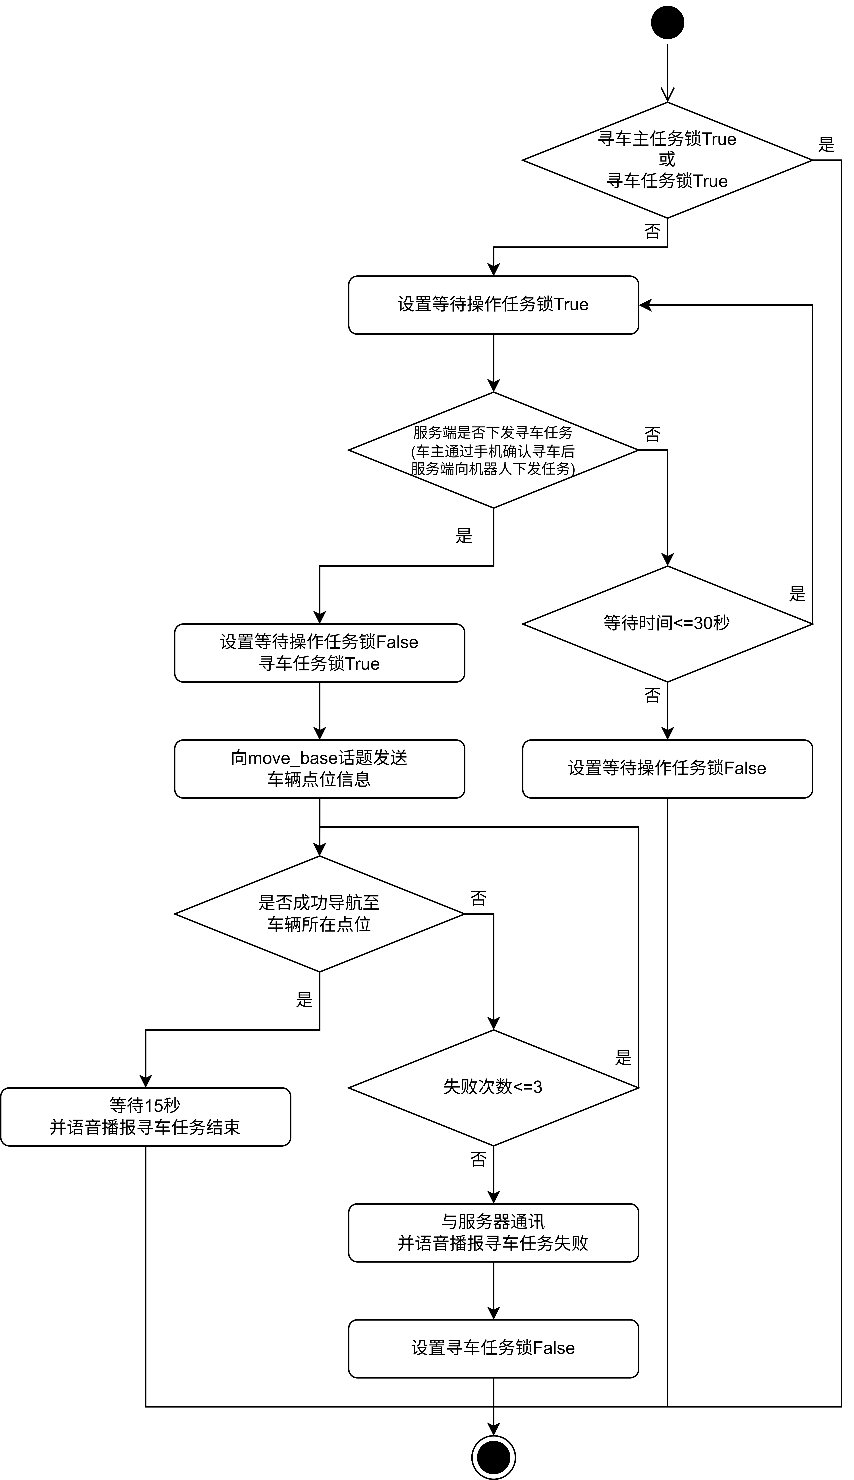 寻车主任务锁True
或
寻车任务锁True
是
否
设置等待操作任务锁True
服务端是否下发寻车任务
(车主通过手机确认寻车后
服务端向机器人下发任务)
否
是
等待时间<=30秒
是
否
设置等待操作任务锁False
寻车任务锁True
向move_base话题发送
车辆点位信息
设置等待操作任务锁False
是否成功导航至
车辆所在点位
否
是
失败次数<=3
是
否
等待15秒
并语音播报寻车任务结束
与服务器通讯
并语音播报寻车任务失败
设置寻车任务锁False